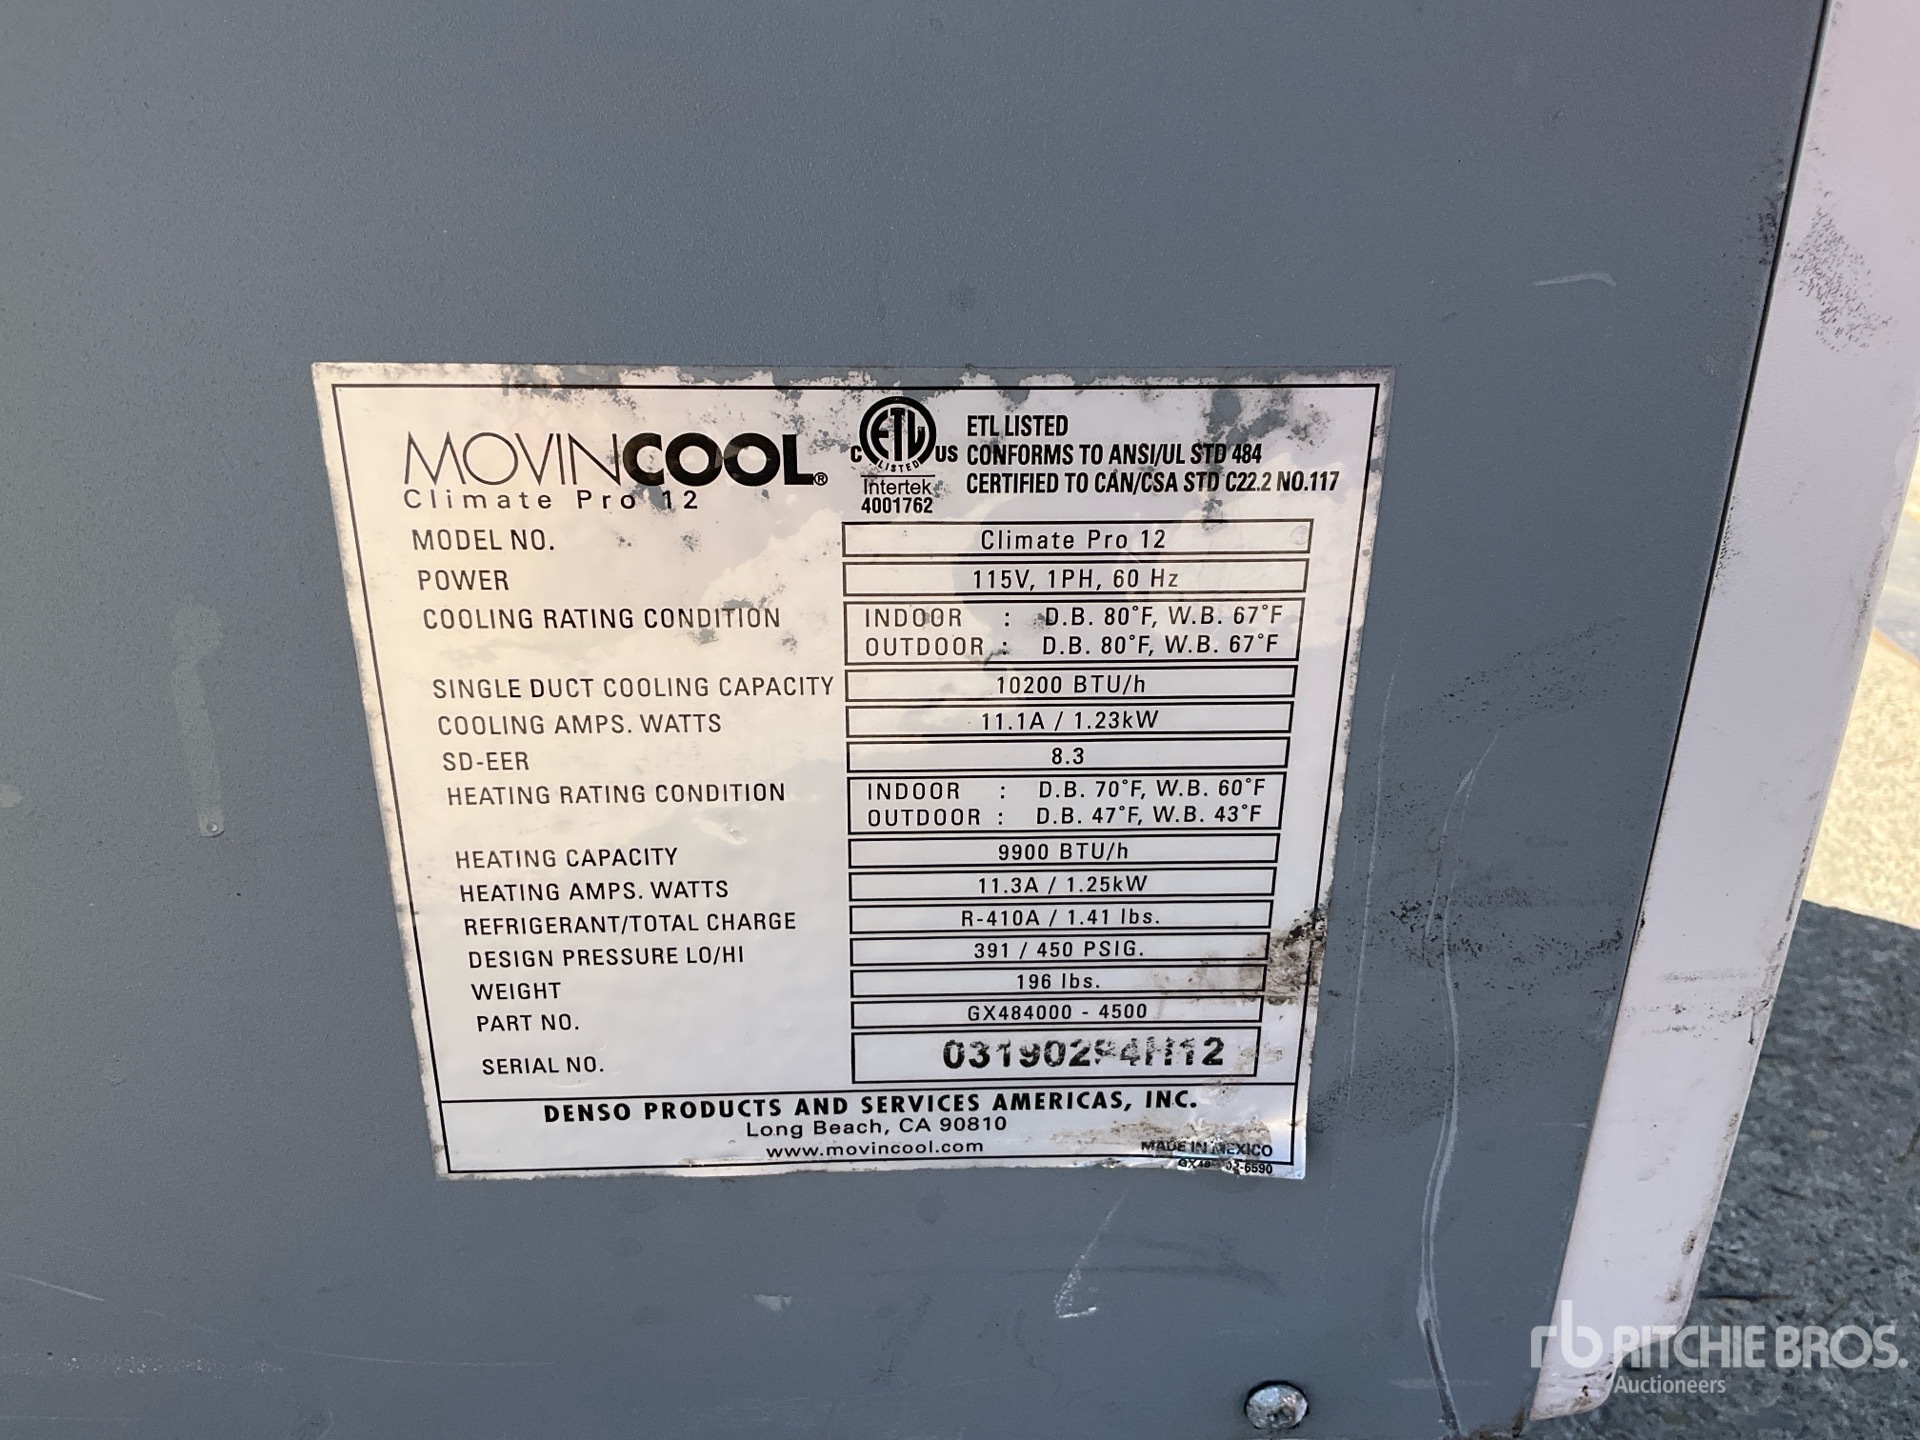 MOVINCOOL®
Climate Pro 12
C ETL LISTED US
Intertek
4001762
ETL LISTED
CONFORMS TO ANSI/UL STD 484
CERTIFIED TO CAN/CSA STD C22.2 NO.117
MODEL NO. Climate Pro 12
POWER 115V, 1PH, 60 Hz
COOLING RATING CONDITION INDOOR : D.B. 80°F, W.B. 67°F
OUTDOOR : D.B. 80°F, W.B. 67°F
SINGLE DUCT COOLING CAPACITY 10200 BTU/h
COOLING AMPS. WATTS 11.1A / 1.23kW
SD-EER 8.3
HEATING RATING CONDITION INDOOR : D.B. 70°F, W.B. 60°F
OUTDOOR : D.B. 47°F, W.B. 43°F
HEATING CAPACITY 9900 BTU/h
HEATING AMPS. WATTS 11.3A / 1.25kW
REFRIGERANT/TOTAL CHARGE R-410A / 1.41 lbs.
DESIGN PRESSURE LO/HI 391 / 450 PSIG.
WEIGHT 196 lbs.
PART NO. GX484000 - 4500
SERIAL NO.
DENSO PRODUCTS AND SERVICES AMERICAS, INC.
Long Beach, CA 90810
www.movincool.com
MADE IN MEXICO
rb RITCHIE BROS.
Auctioneers